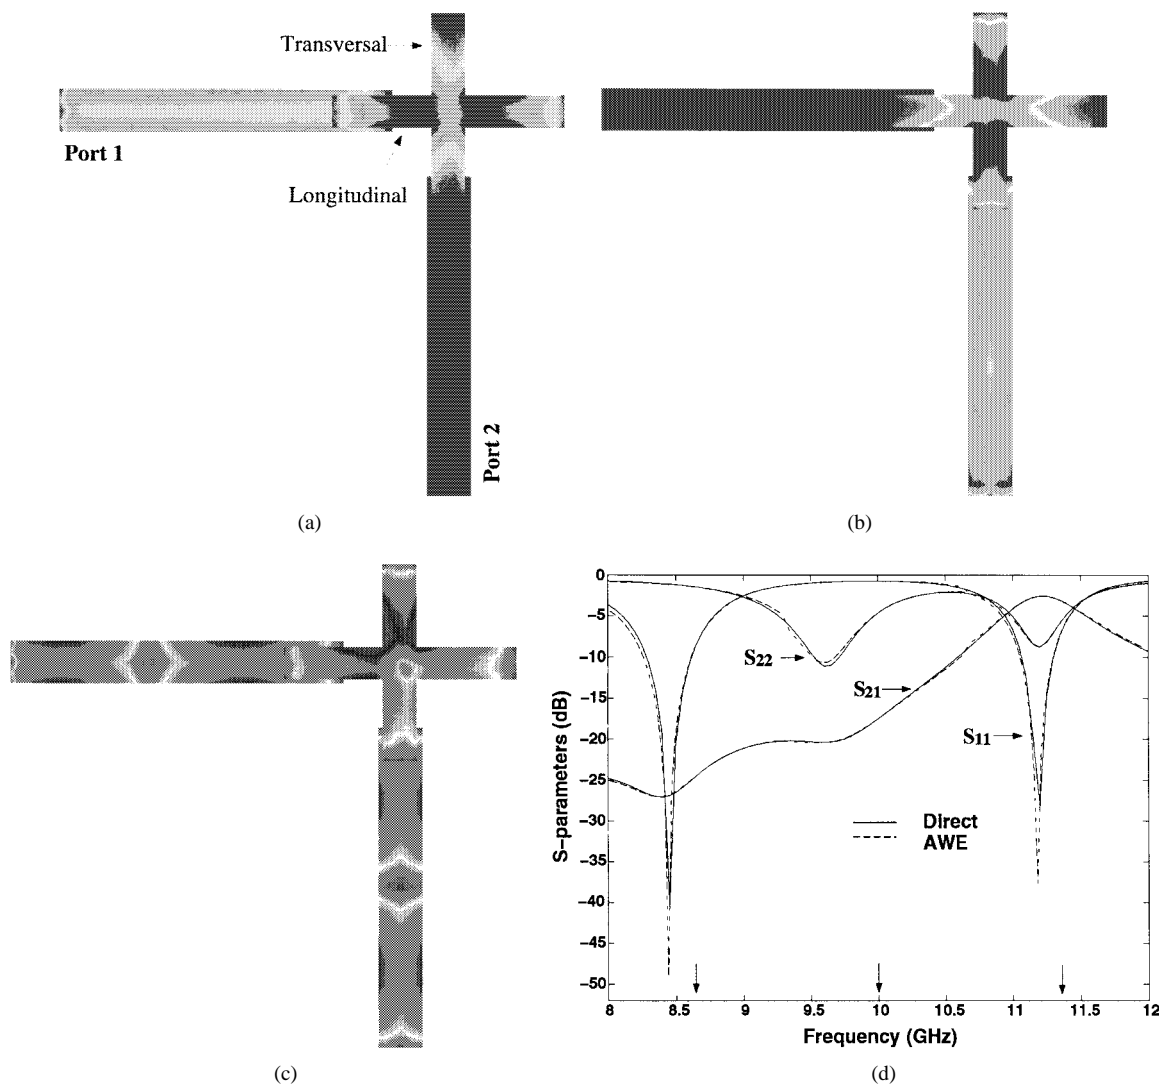 Transversal
Port 1
Longitudinal
Port 2
(a)
(b)
(c)
S-parameters (dB)
0
-5
-10
-15
-20
-25
-30
-35
-40
-45
-50
S22
S21
S11
Direct
AWE
8 8.5 9 9.5 10 10.5 11 11.5 12
Frequency (GHz)
(d)